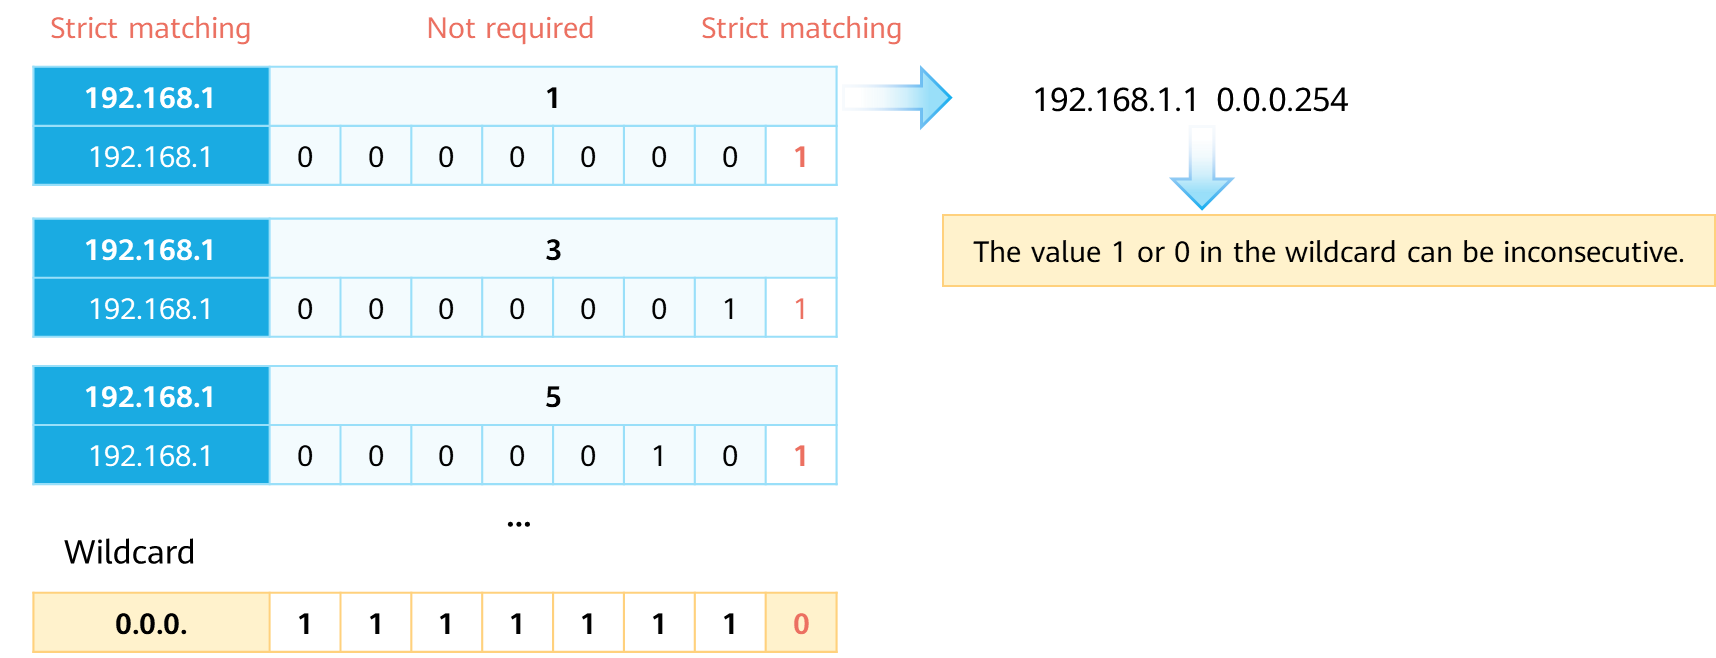 Strict matching Not required Strict matching
192.168.1 1
192.168.1 0 0 0 0 0 0 0 1
192.168.1.1 0.0.0.254
The value 1 or 0 in the wildcard can be inconsecutive.
192.168.1 3
192.168.1 0 0 0 0 0 0 1 1
192.168.1 5
192.168.1 0 0 0 0 0 1 0 1
...
Wildcard
0.0.0. 1 1 1 1 1 1 1 0